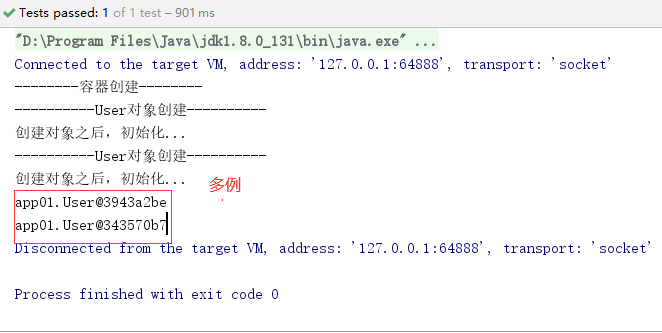 Tests passed: 1 of 1 test – 901 ms
"D:\Program Files\Java\jdk1.8.0_131\bin\java.exe" ...
Connected to the target VM, address: '127.0.0.1:64888', transport: 'socket'
--------容器创建--------
----------User对象创建----------
创建对象之后，初始化...
----------User对象创建----------
创建对象之后，初始化...
多例
app01.User@3943a2be
app01.User@343570b7
Disconnected from the target VM, address: '127.0.0.1:64888', transport: 'socket'
Process finished with exit code 0